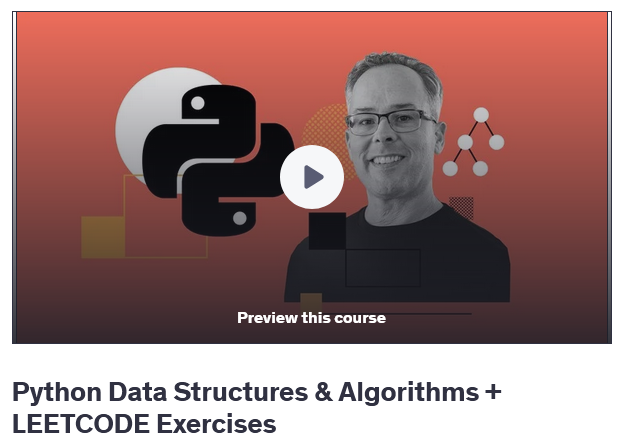 Preview this course
Python Data Structures & Algorithms +
LEETCODE Exercises